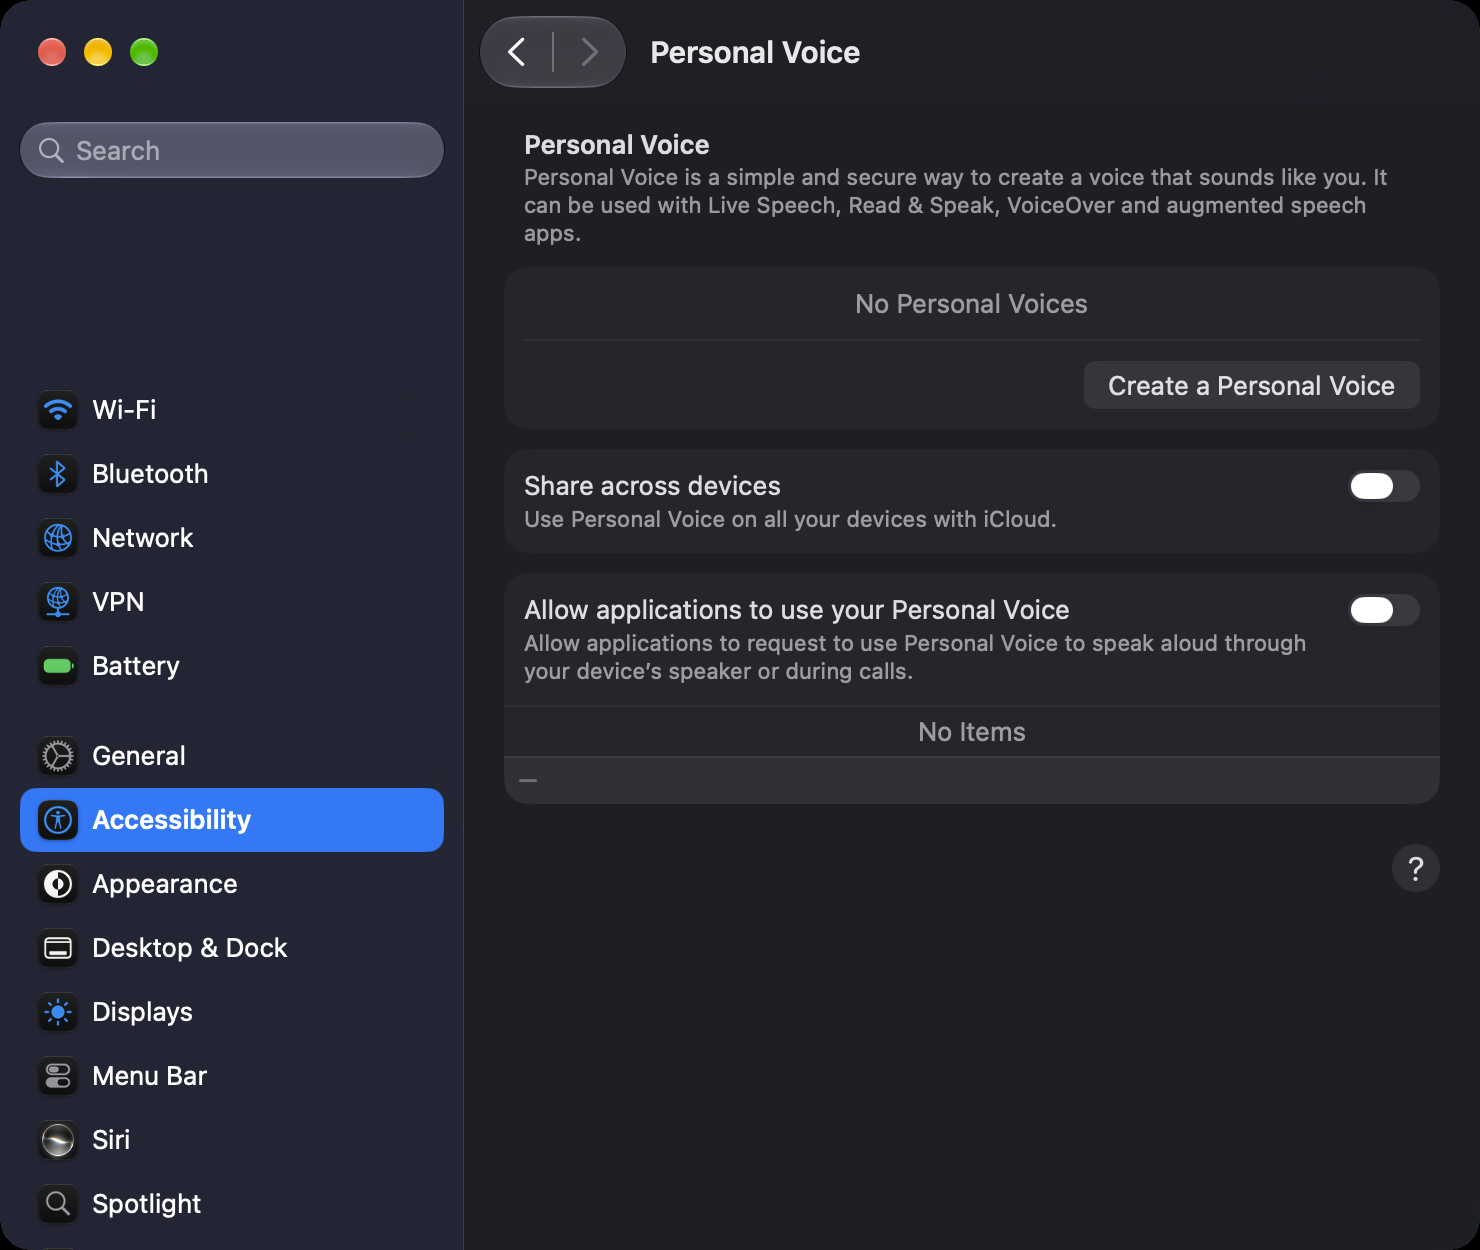 Personal Voice
Search
Wi-Fi
Bluetooth
Network
VPN
Battery
General
Accessibility
Appearance
Desktop & Dock
Displays
Menu Bar
Siri
Spotlight
Personal Voice
Personal Voice is a simple and secure way to create a voice that sounds like you. It
can be used with Live Speech, Read & Speak, VoiceOver and augmented speech
apps.
No Personal Voices
Create a Personal Voice
Share across devices
Use Personal Voice on all your devices with iCloud.
Allow applications to use your Personal Voice
Allow applications to request to use Personal Voice to speak aloud through
your device’s speaker or during calls.
No Items
?